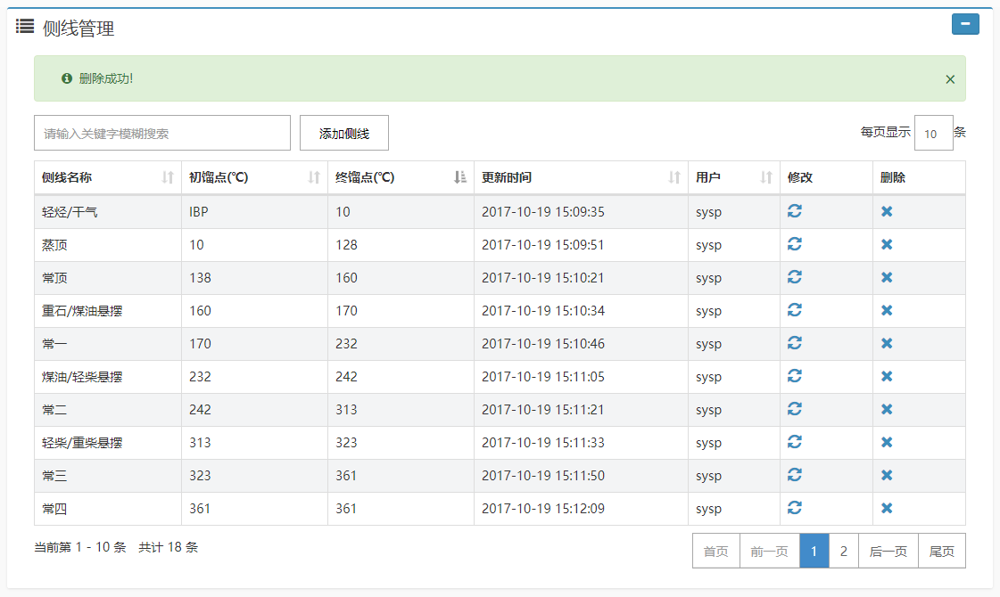 侧线管理
删除成功!
请输入关键字模糊搜索 添加侧线 每页显示 10 条
侧线名称 初馏点(℃) 终馏点(℃) 更新时间 用户 修改 删除
轻烃/干气 IBP 10 2017-10-19 15:09:35 sysp
蒸顶 10 128 2017-10-19 15:09:51 sysp
常顶 138 160 2017-10-19 15:10:21 sysp
重石/煤油悬摆 160 170 2017-10-19 15:10:34 sysp
常一 170 232 2017-10-19 15:10:46 sysp
煤油/轻柴悬摆 232 242 2017-10-19 15:11:05 sysp
常二 242 313 2017-10-19 15:11:21 sysp
轻柴/重柴悬摆 313 323 2017-10-19 15:11:33 sysp
常三 323 361 2017-10-19 15:11:50 sysp
常四 361 361 2017-10-19 15:12:09 sysp
当前第 1 - 10 条 共计 18 条 首页 前一页 1 2 后一页 尾页